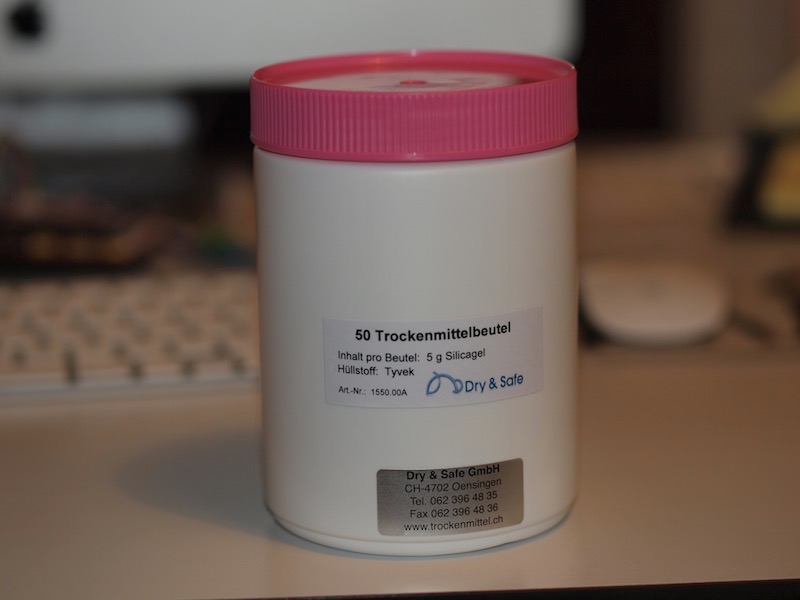 50 Trockenmittelbeutel
Inhalt pro Beutel: 5 g Silicagel
Hüllstoff: Tyvek
Art.-Nr.: 1550.00A Dry & Safe
Dry & Safe GmbH
CH-4702 Oensingen
Tel. 062 396 48 35
Fax 062 396 48 36
www.trockenmittel.ch